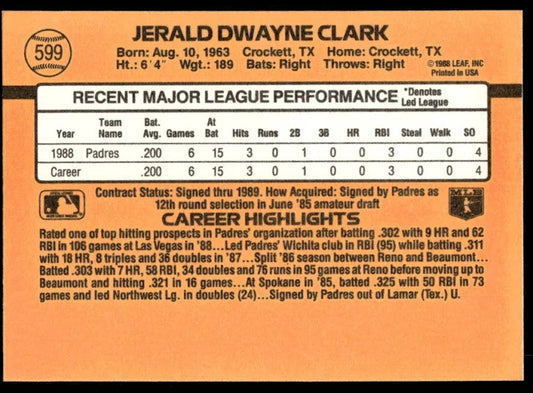 599
JERALD DWAYNE CLARK
Born: Aug. 10, 1963 Crockett, TX Home: Crockett, TX
Ht.: 6'4" Wgt.: 189 Bats: Right Throws: Right
©1988 LEAF, INC
Printed in USA
RECENT MAJOR LEAGUE PERFORMANCE *Denotes Led League
Year Team Name Bat. Avg. Games At Bat Hits Runs 2B 3B HR RBI Steal Walk SO
1988 Padres .200 6 15 3 0 1 0 0 3 0 0 4
Career .200 6 15 3 0 1 0 0 3 0 0 4
Contract Status: Signed thru 1989. How Acquired: Signed by Padres as
12th round selection in June '85 amateur draft
MLB
CAREER HIGHLIGHTS
Rated one of top hitting prospects in Padres' organization after batting .302 with 9 HR and 62
RBI in 106 games at Las Vegas in '88...Led Padres' Wichita club in RBI (95) while batting .311
with 18 HR, 8 triples and 36 doubles in '87...Split '86 season between Reno and Beaumont...
Batted .303 with 7 HR, 58 RBI, 34 doubles and 76 runs in 95 games at Reno before moving up to
Beaumont and hitting .321 in 16 games...At Spokane in '85, batted .325 with 50 RBI in 73
games and led Northwest Lg. in doubles (24)...Signed by Padres out of Lamar (Tex.) U.